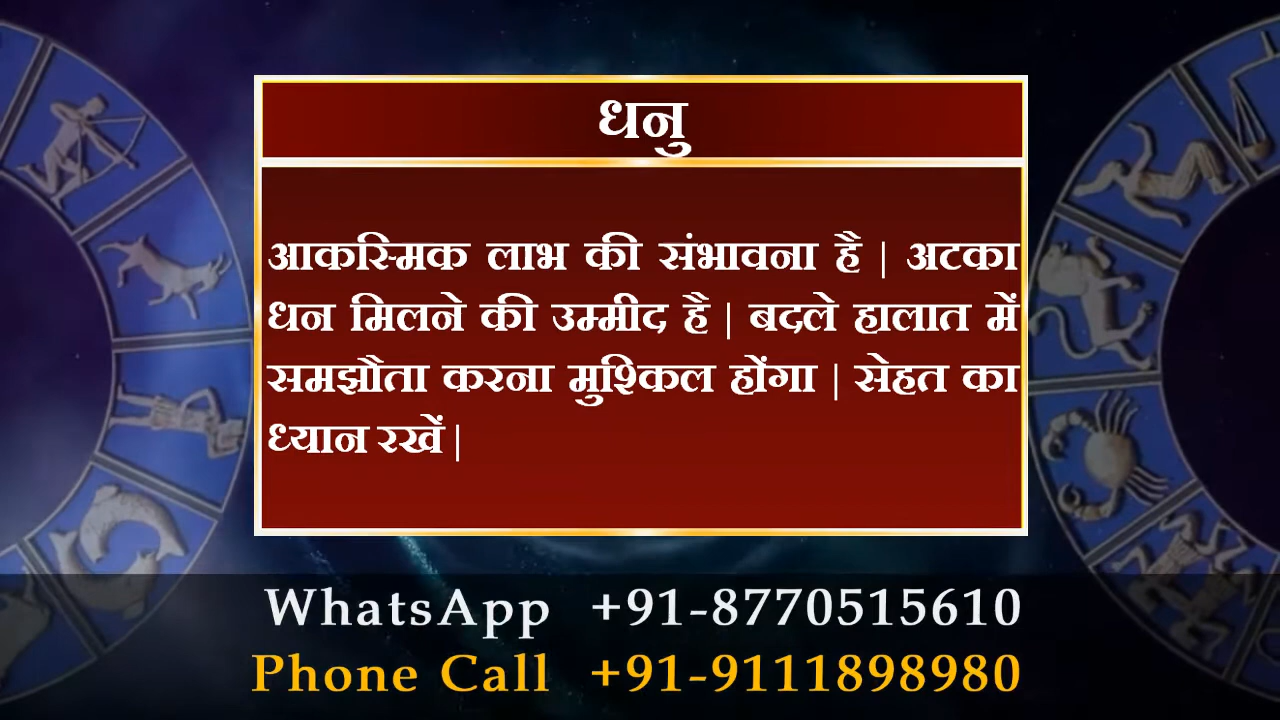 धनु
आकस्मिक लाभ की संभावना है | अटका
धन मिलने की उम्मीद है | बदले हालात में
समझौता करना मुश्किल होंगा | सेहत का
ध्यान रखें |
WhatsApp +91-8770515610
Phone Call +91-9111898980